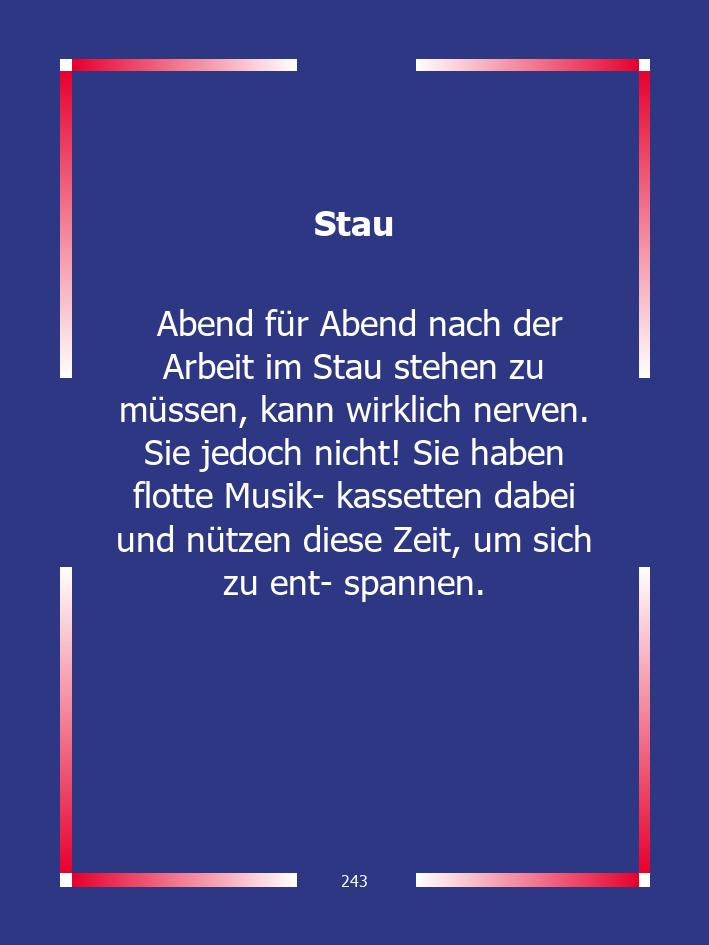 Stau
Abend für Abend nach der
Arbeit im Stau stehen zu
müssen, kann wirklich nerven.
Sie jedoch nicht! Sie haben
flotte Musik- kassetten dabei
und nützen diese Zeit, um sich
zu ent- spannen.
243